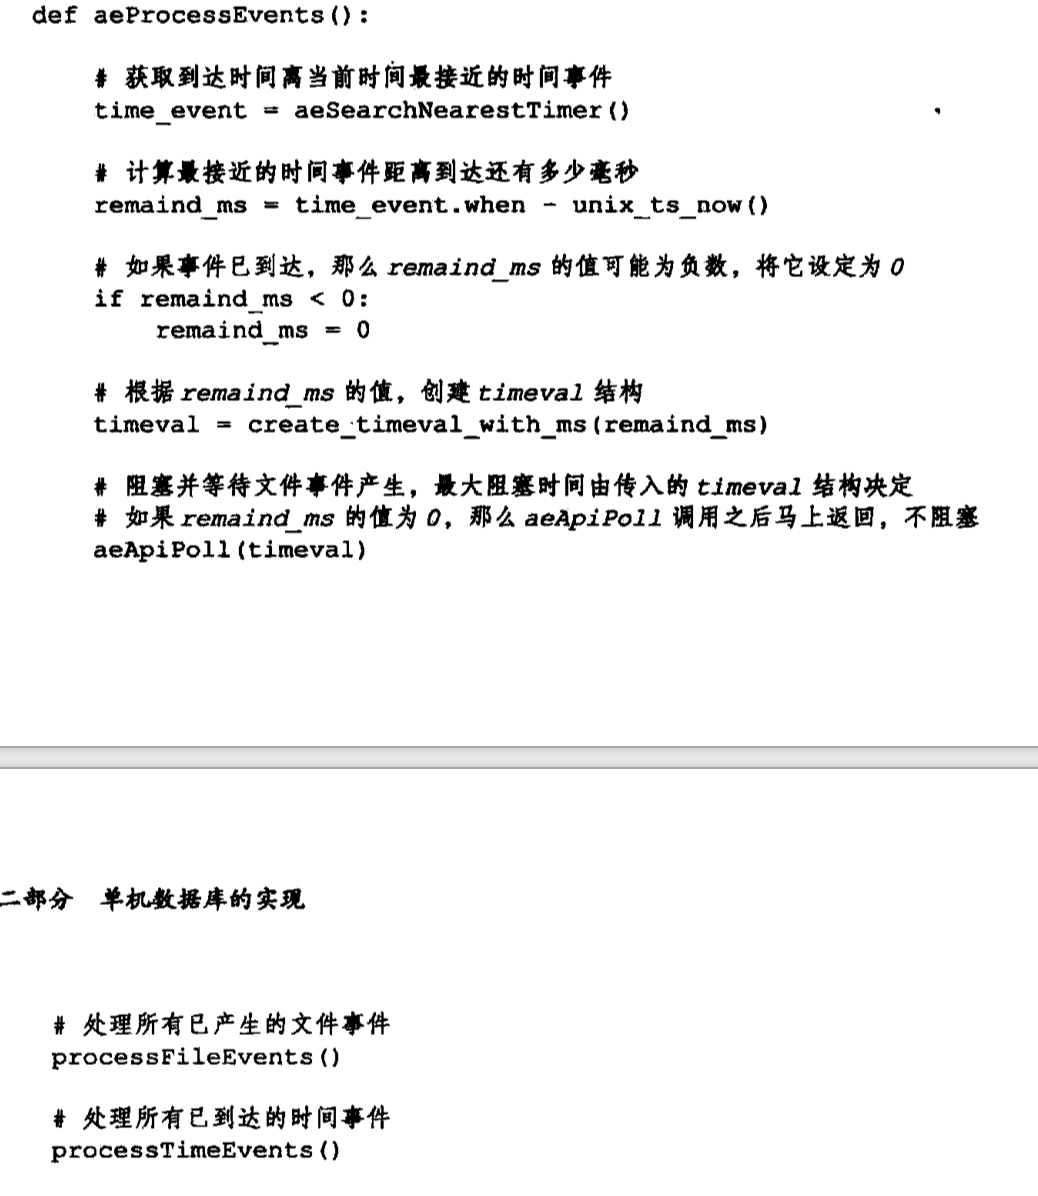 def aeProcessEvents():
# 获取到达时间离当前时间最接近的时间事件
time_event = aeSearchNearestTimer()
# 计算最接近的时间事件距离到达还有多少毫秒
remaind_ms = time_event.when - unix_ts_now()
# 如果事件已到达，那么 remaind_ms 的值可能为负数，将它设定为 0
if remaind_ms < 0:
remaind_ms = 0
# 根据 remaind_ms 的值，创建 timeval 结构
timeval = create_timeval_with_ms(remaind_ms)
# 阻塞并等待文件事件产生，最大阻塞时间由传入的 timeval 结构决定
# 如果 remaind_ms 的值为 0，那么 aeApiPoll 调用之后马上返回，不阻塞
aeApiPoll(timeval)
二部分 单机数据库的实现
# 处理所有已产生的文件事件
processFileEvents()
# 处理所有已到达的时间事件
processTimeEvents()